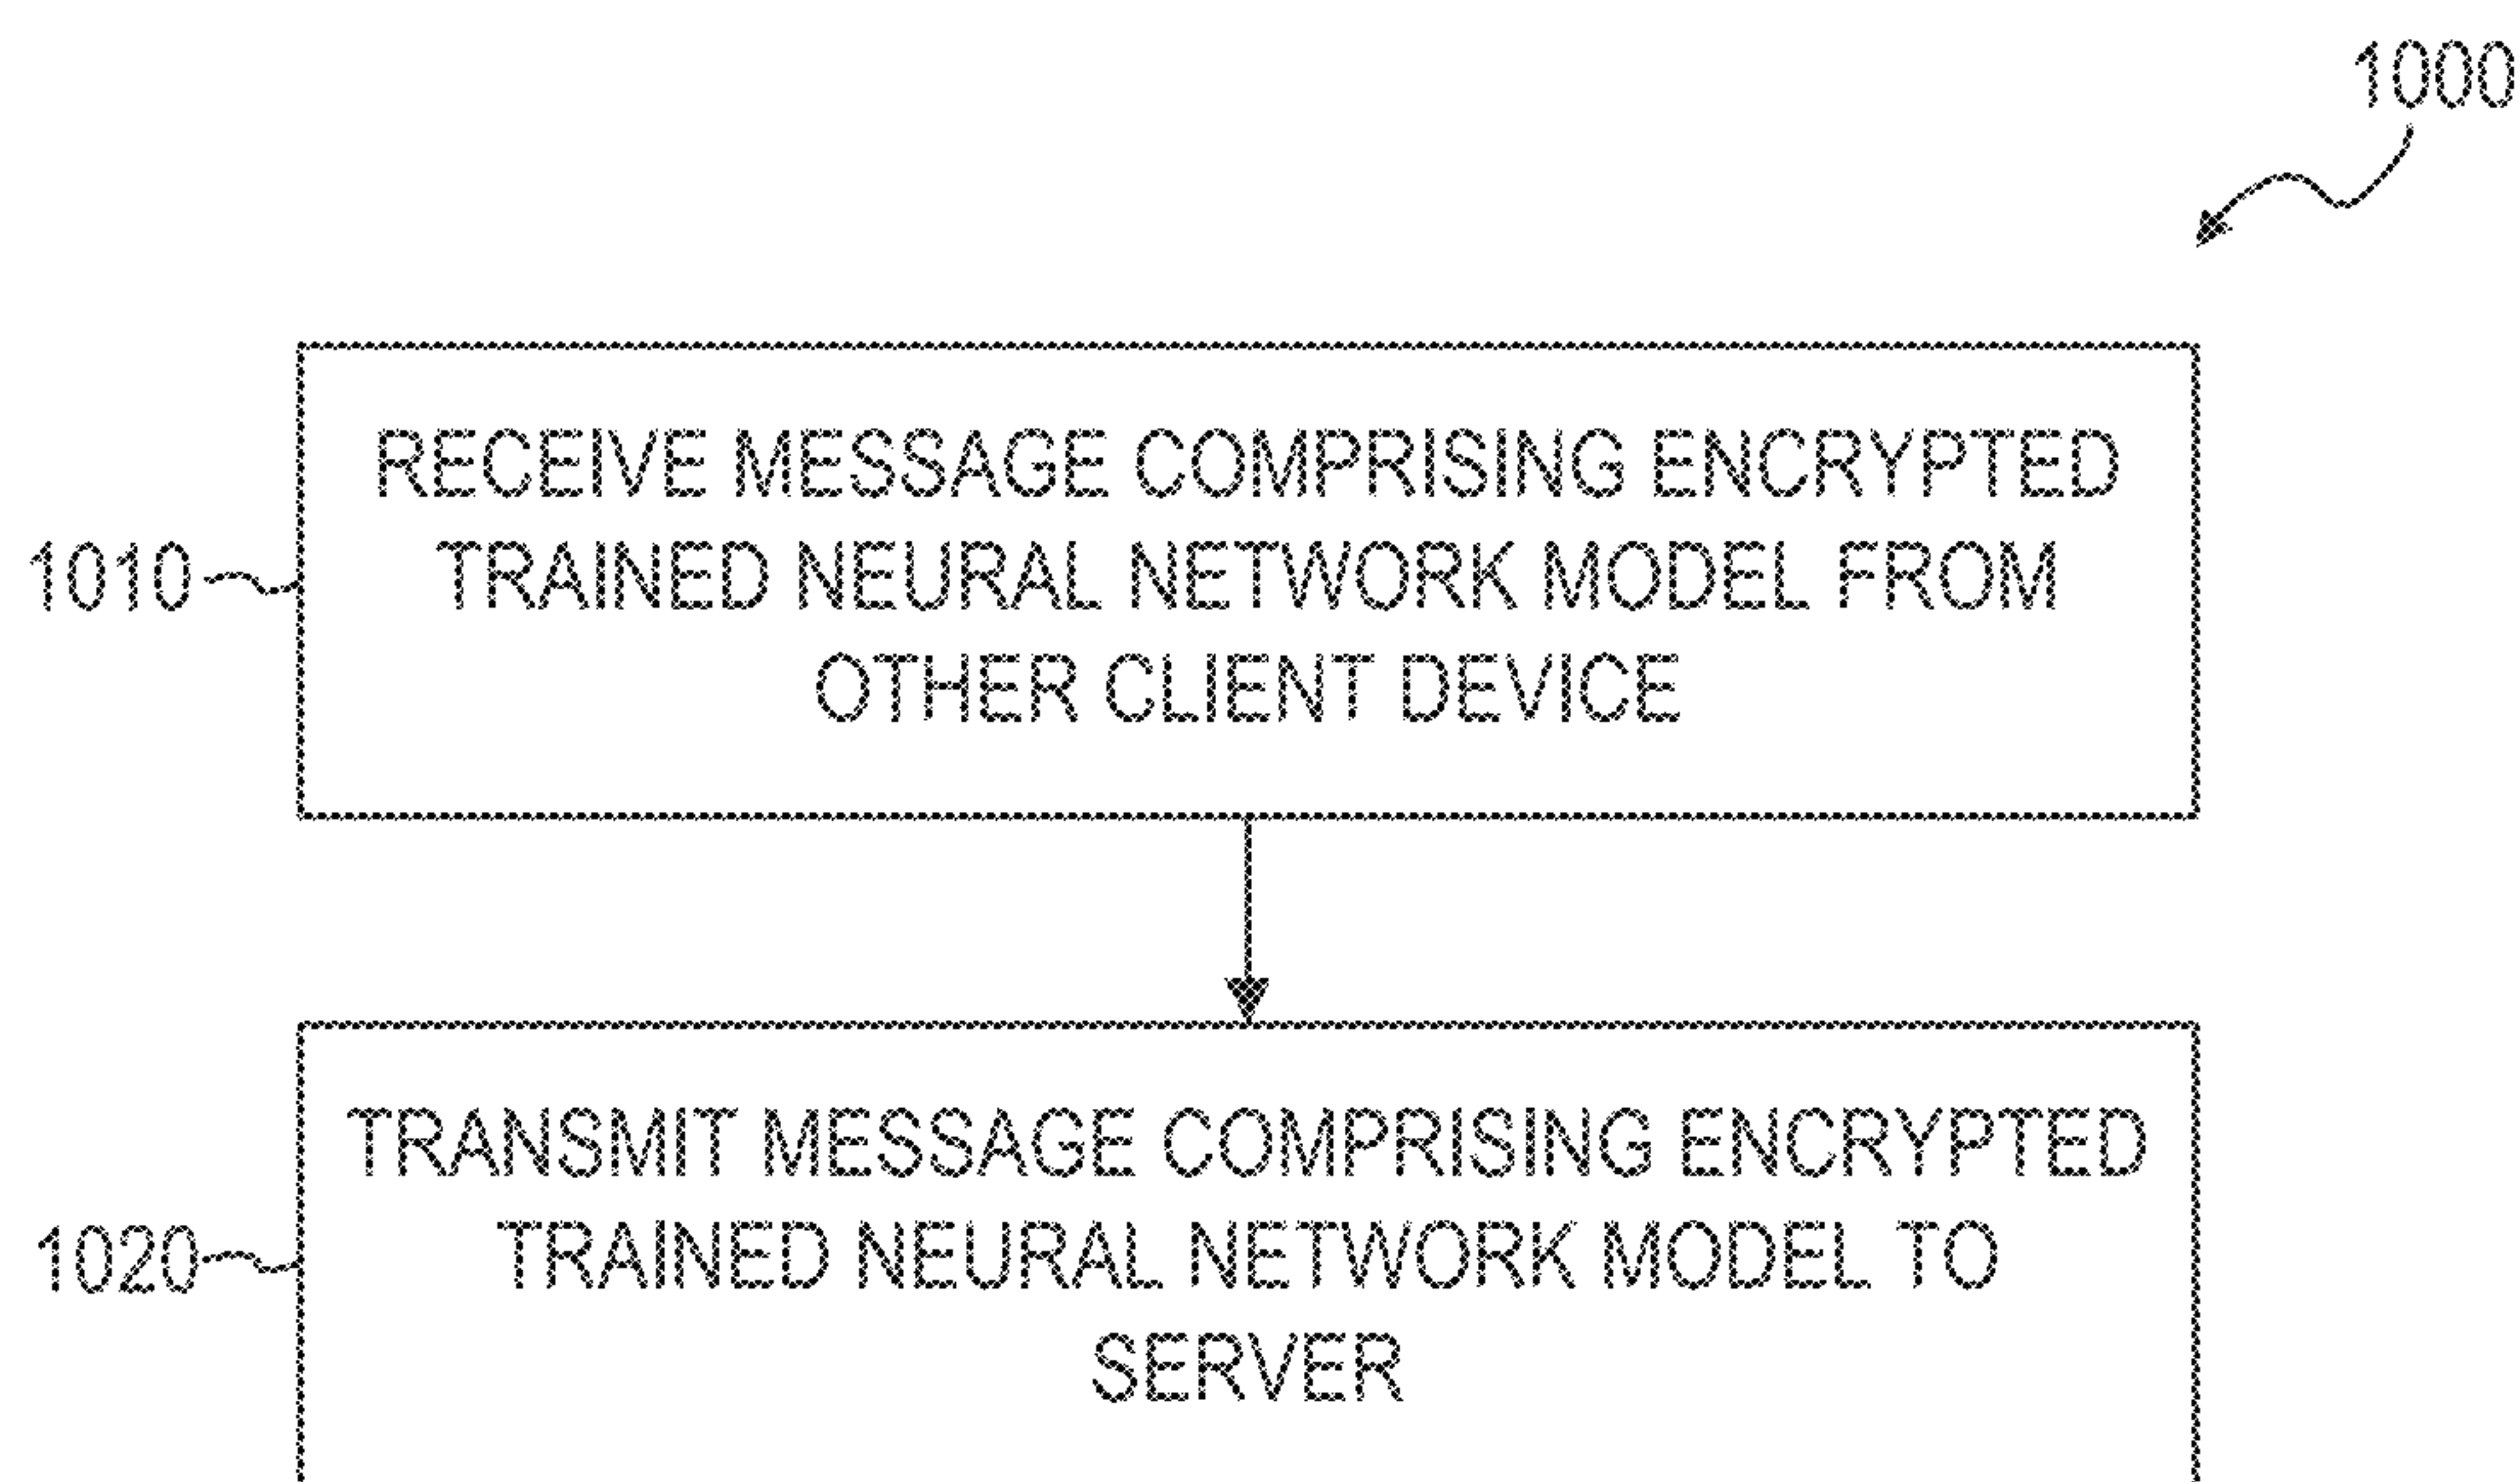 1000
RECEIVE MESSAGE COMPRISING ENCRYPTED
TRAINED NEURAL NETWORK MODEL FROM
OTHER CLIENT DEVICE
1010
TRANSMIT MESSAGE COMPRISING ENCRYPTED
TRAINED NEURAL NETWORK MODEL TO
SERVER
1020